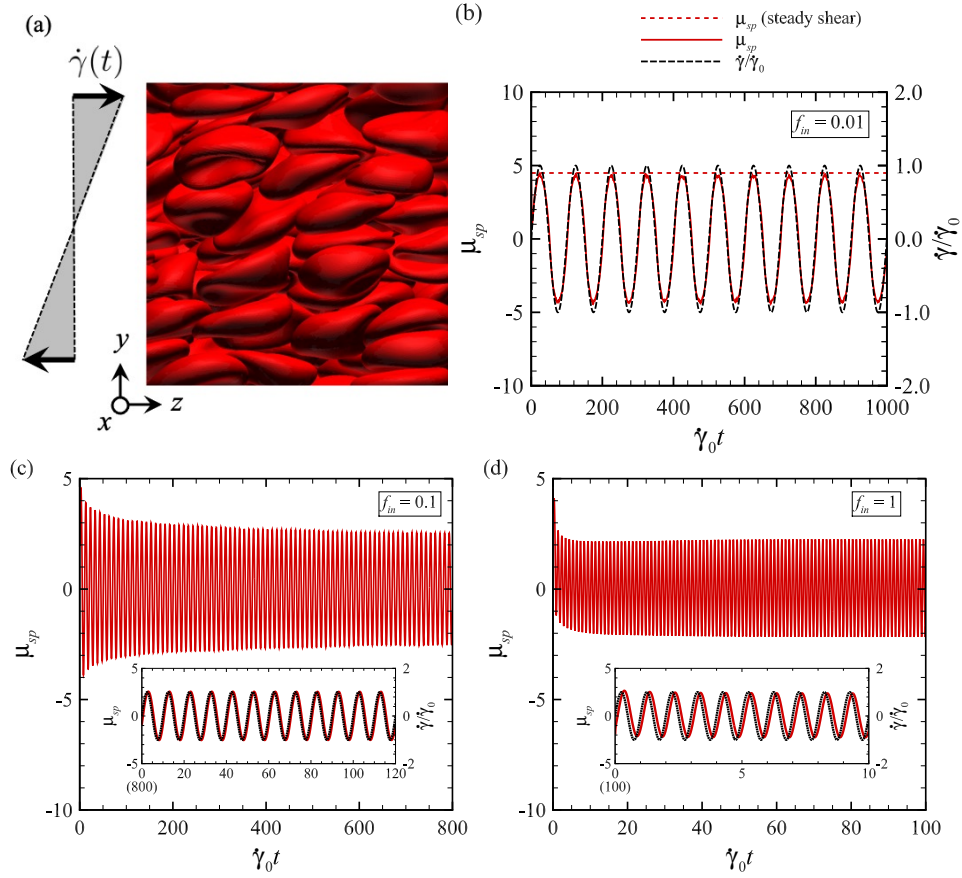 (a)
γ̇(t)
y
x
z
(b)
μsp (steady shear)
μsp
γ̇/γ̇0
fin = 0.01
10
5
0
-5
-10
μsp
2.0
1.0
0.0
-1.0
-2.0
γ̇/γ̇0
0 200 400 600 800 1000
γ̇0t
(c)
fin = 0.1
5
0
-5
-10
μsp
5
0
-5
μsp
2
0
-2
γ̇/γ̇0
0 20 40 60 80 100 120
(800)
0 200 400 600 800
γ̇0t
(d)
fin = 1
5
0
-5
-10
μsp
5
0
-5
μsp
2
0
-2
γ̇/γ̇0
0 5 10
(100)
0 20 40 60 80 100
γ̇0t